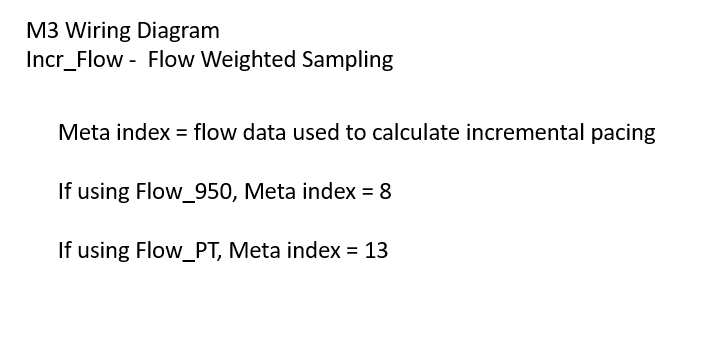 M3 Wiring Diagram
Incr_Flow -  Flow Weighted Sampling
Meta index = flow data used to calculate incremental pacing
If using Flow_950, Meta index = 8
If using Flow_PT, Meta index = 13